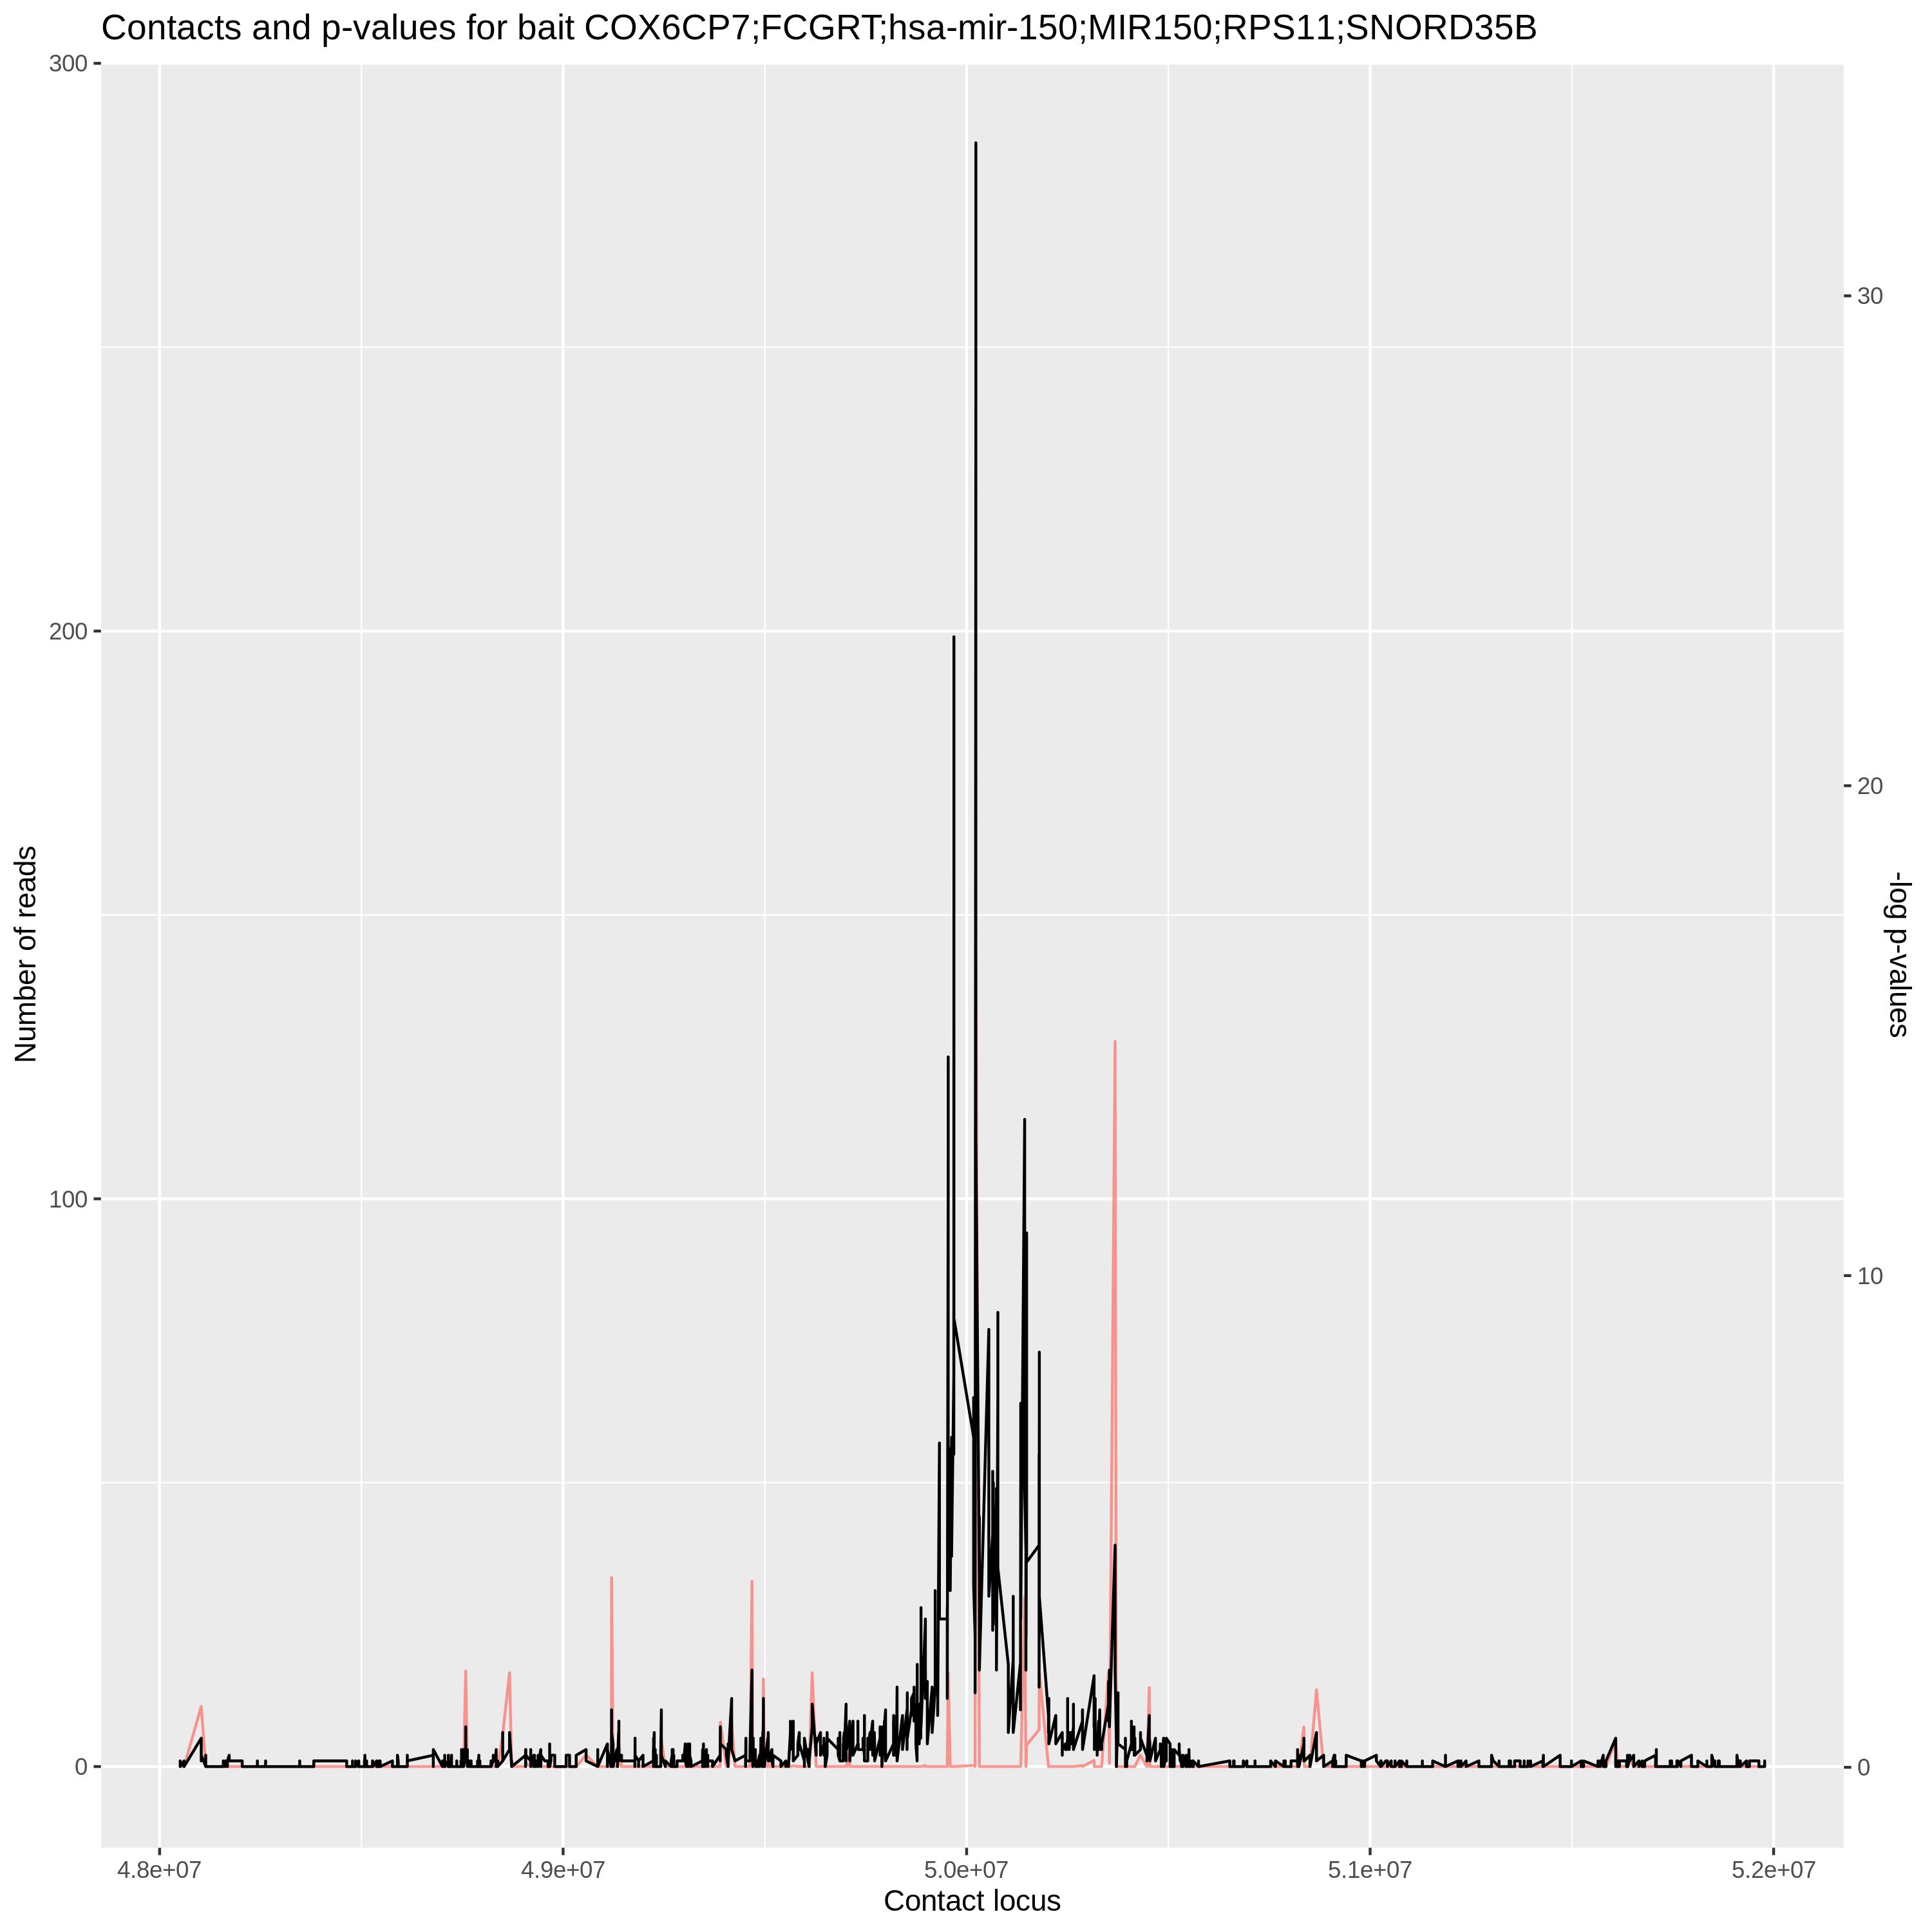 Contacts and p-values for bait COX6CP7;FCGRT;hsa-mir-150;MIR150;RPS11;SNORD35B
300
200
100
0
Number of reads
30
20
10
0
-log p-values
4.8e+07 4.9e+07 5.0e+07 5.1e+07 5.2e+07
Contact locus